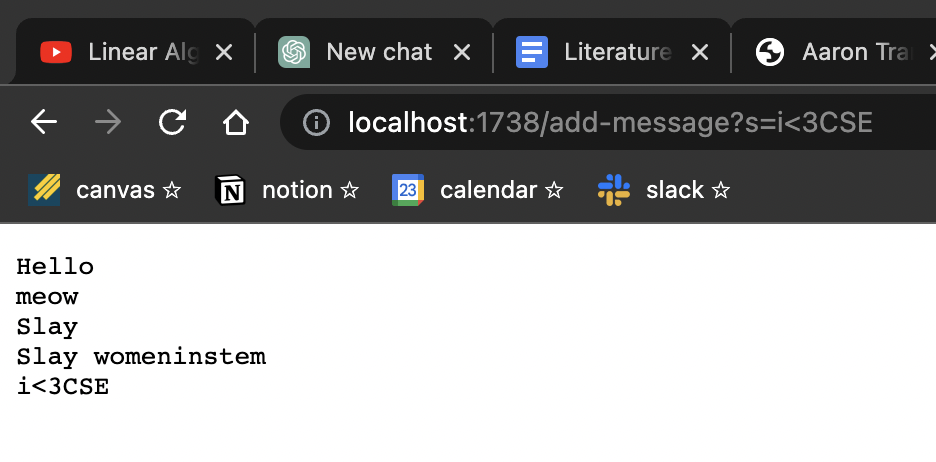 Linear Alg
New chat
Literature
Aaron Tra
localhost:1738/add-message?s=i<3CSE
canvas ☆
N notion ☆
23 calendar ☆
slack ☆
Hello
meow
Slay
Slay womeninstem
i<3CSE